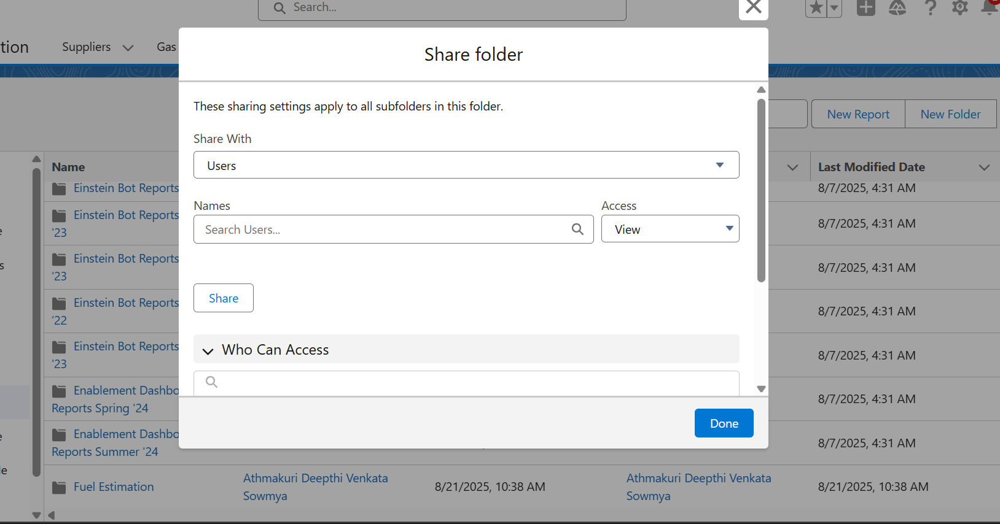 Search...
tion
Suppliers
Gas
Share folder
These sharing settings apply to all subfolders in this folder.
New Report
New Folder
Share With
Users
Names
Access
Search Users...
View
Share
Who Can Access
Done
Name
Last Modified Date
Einstein Bot Reports
8/7/2025, 4:31 AM
Einstein Bot Reports
'23
8/7/2025, 4:31 AM
e
Einstein Bot Reports
'23
8/7/2025, 4:31 AM
s
Einstein Bot Reports
'22
8/7/2025, 4:31 AM
Einstein Bot Reports
'23
8/7/2025, 4:31 AM
Enablement Dashbo
Reports Spring '24
8/7/2025, 4:31 AM
Enablement Dashbo
Reports Summer '24
8/7/2025, 4:31 AM
e
le
Fuel Estimation
Athmakuri Deepthi Venkata
Sowmya
8/21/2025, 10:38 AM
Athmakuri Deepthi Venkata
Sowmya
8/21/2025, 10:38 AM